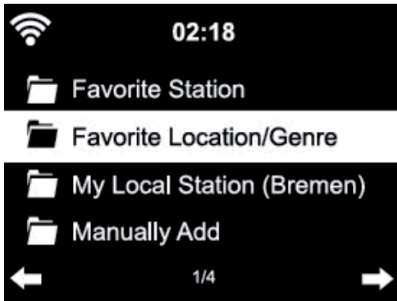 02:18
Favorite Station
Favorite Location/Genre
My Local Station (Bremen)
Manually Add
1/4